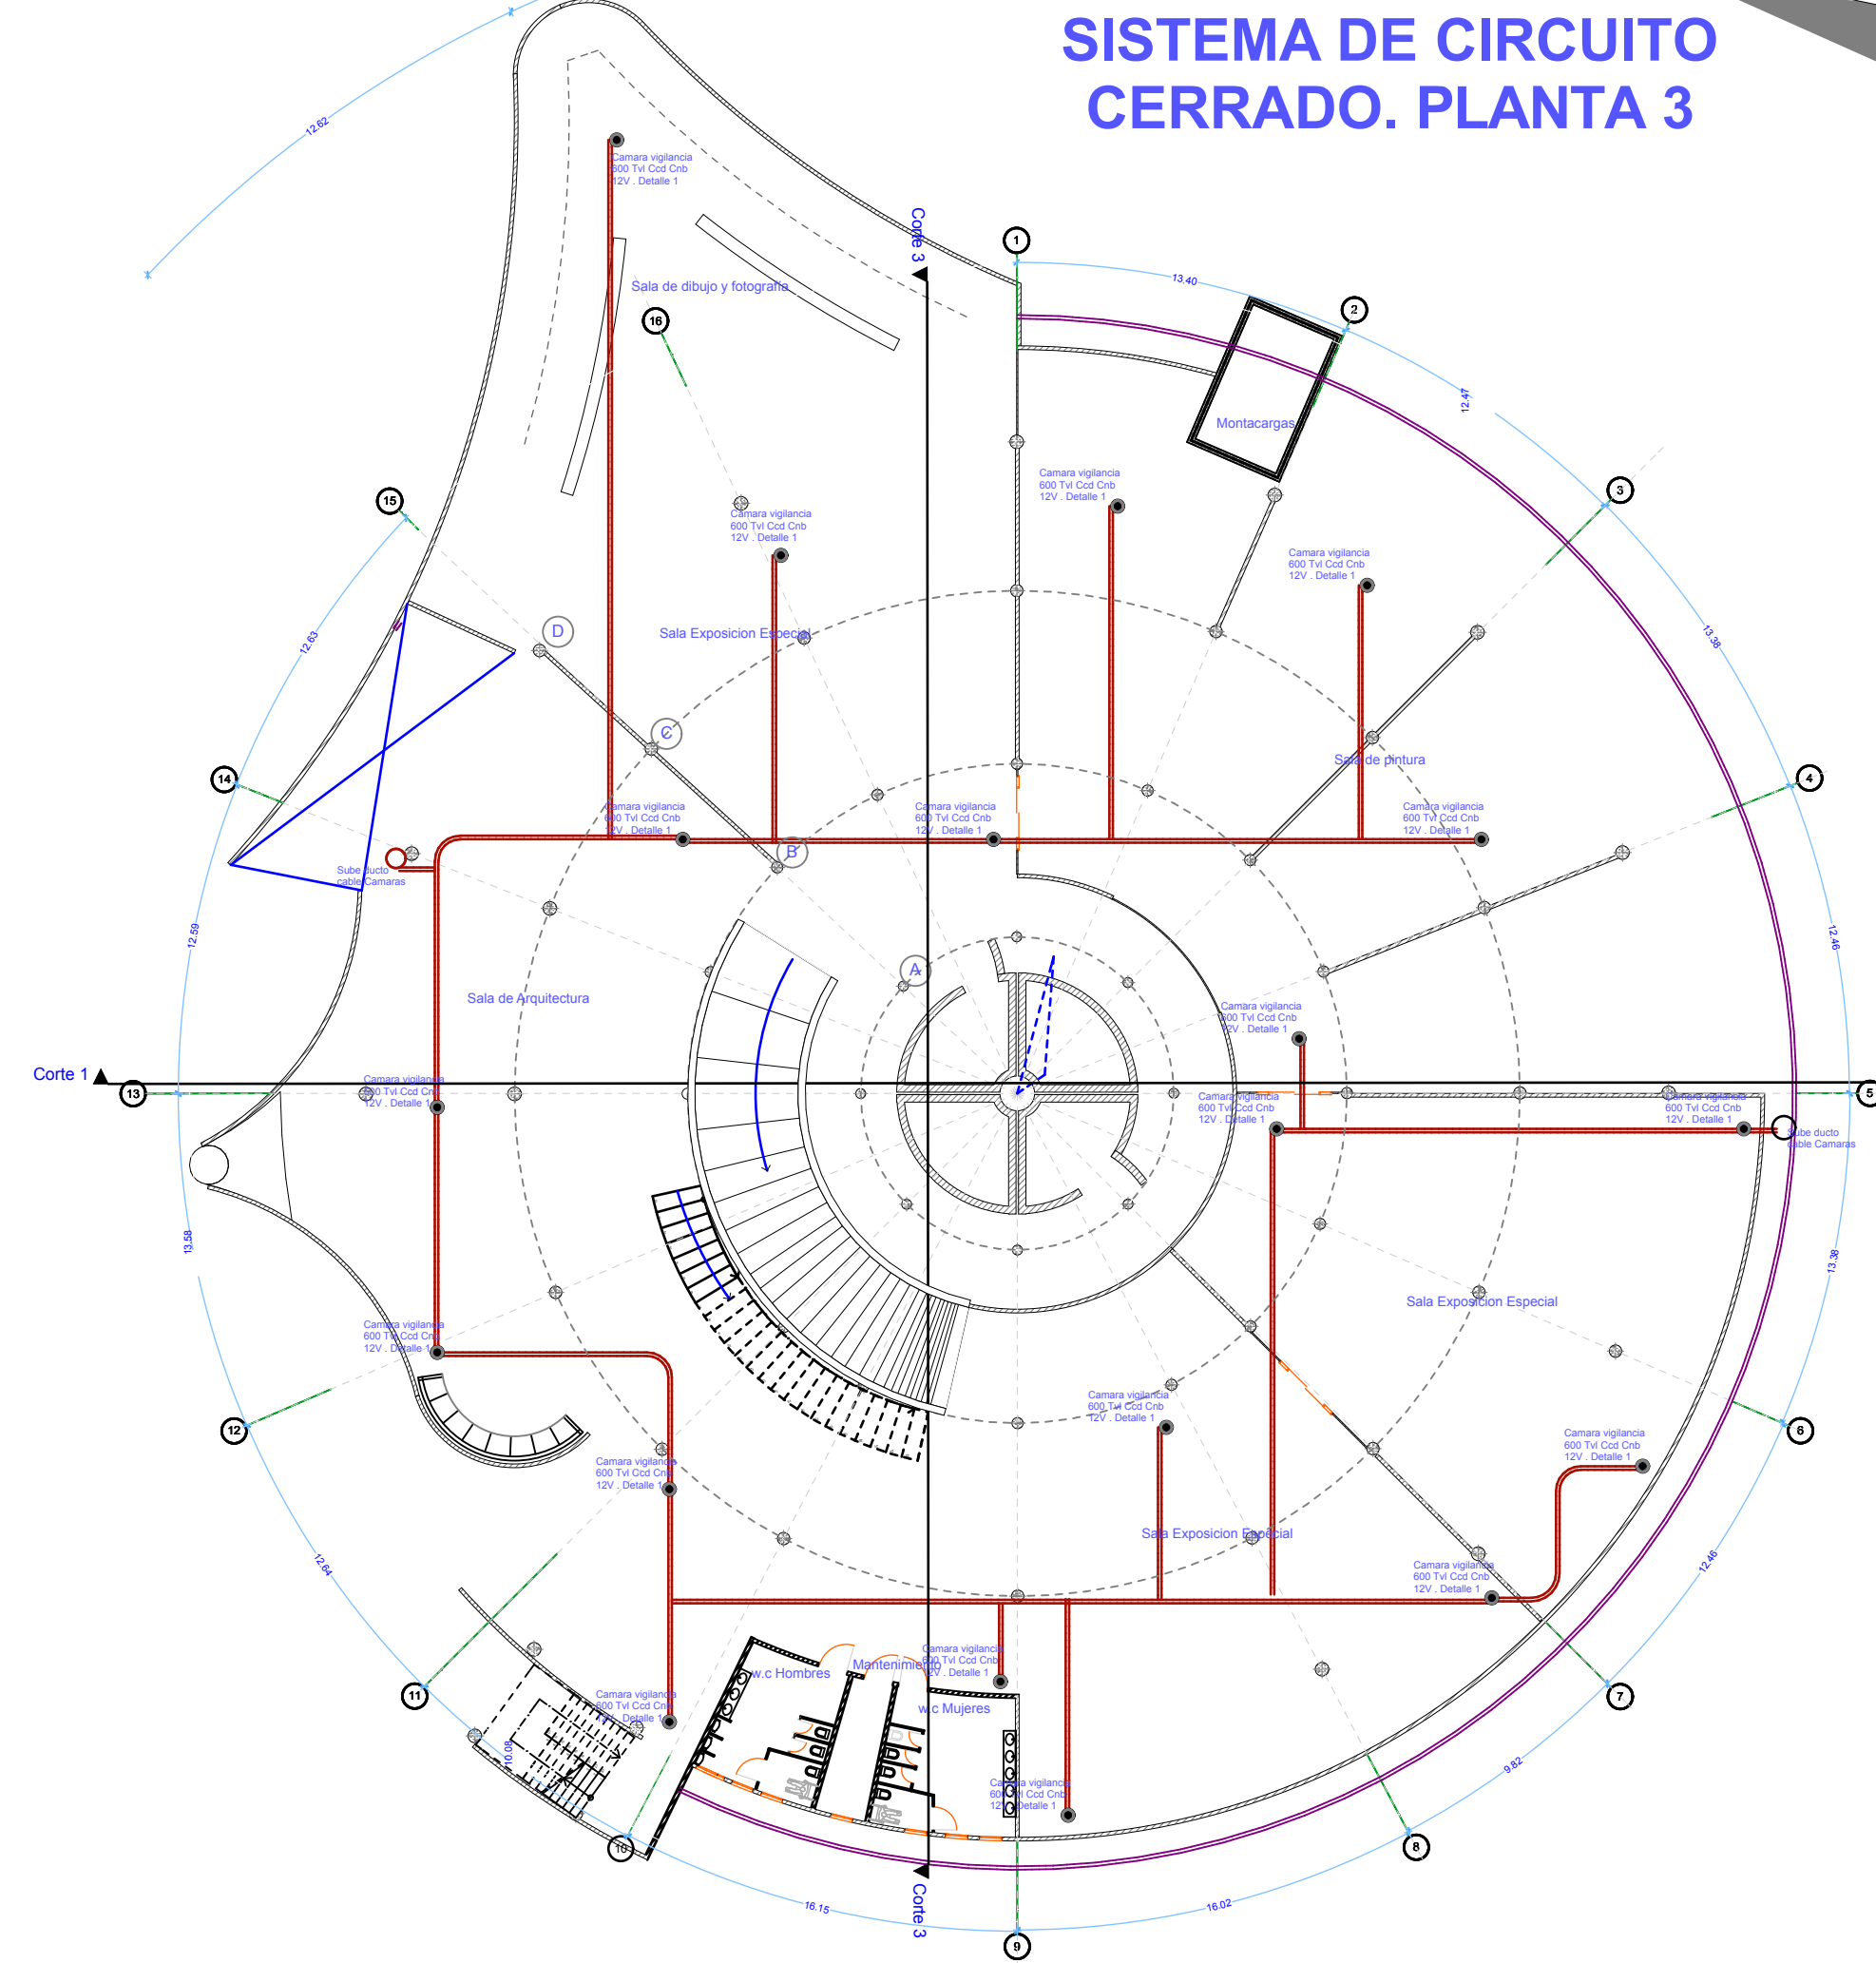 SISTEMA DE CIRCUITO
CERRADO. PLANTA 3
12.62
Camara vigilancia
600 Tvl Ccd Cnb
12V . Detalle 1
Corte 3
1
13.40
2
Sala de dibujo y fotografia
16
12.47
Montacargas
15
3
Camara vigilancia
600 Tvl Ccd Cnb
12V . Detalle 1
Camara vigilancia
600 Tvl Ccd Cnb
12V . Detalle 1
Camara vigilancia
600 Tvl Ccd Cnb
12V . Detalle 1
D
12.63
Sala Exposicion Especial
13.38
C
Sala de pintura
14
4
Camara vigilancia
600 Tvl Ccd Cnb
12V . Detalle 1
Camara vigilancia
600 Tvl Ccd Cnb
12V . Detalle 1
Camara vigilancia
600 Tvl Ccd Cnb
12V . Detalle 1
B
Sube ducto
cable Camaras
12.59
12.46
A
Sala de Arquitectura
Camara vigilancia
600 Tvl Ccd Cnb
12V . Detalle 1
Corte 1
13
5
Camara vigilancia
600 Tvl Ccd Cnb
12V . Detalle 1
Camara vigilancia
600 Tvl Ccd Cnb
12V . Detalle 1
Camara vigilancia
600 Tvl Ccd Cnb
12V . Detalle 1
Sube ducto
cable Camaras
13.58
13.38
Sala Exposicion Especial
Camara vigilancia
600 Tvl Ccd Cnb
12V . Detalle 1
Camara vigilancia
600 Tvl Ccd Cnb
12V . Detalle 1
12
6
Camara vigilancia
600 Tvl Ccd Cnb
12V . Detalle 1
Camara vigilancia
600 Tvl Ccd Cnb
12V . Detalle 1
Sala Exposicion Especial
12.64
12.46
Camara vigilancia
600 Tvl Ccd Cnb
12V . Detalle 1
Camara vigilancia
600 Tvl Ccd Cnb
12V . Detalle 1
w.c Hombres
Mantenimiento
w.c Mujeres
11
7
Camara vigilancia
600 Tvl Ccd Cnb
12V . Detalle 1
10.08
9.82
Camara vigilancia
600 Tvl Ccd Cnb
12V . Detalle 1
10
8
16.15
16.02
Corte 3
9